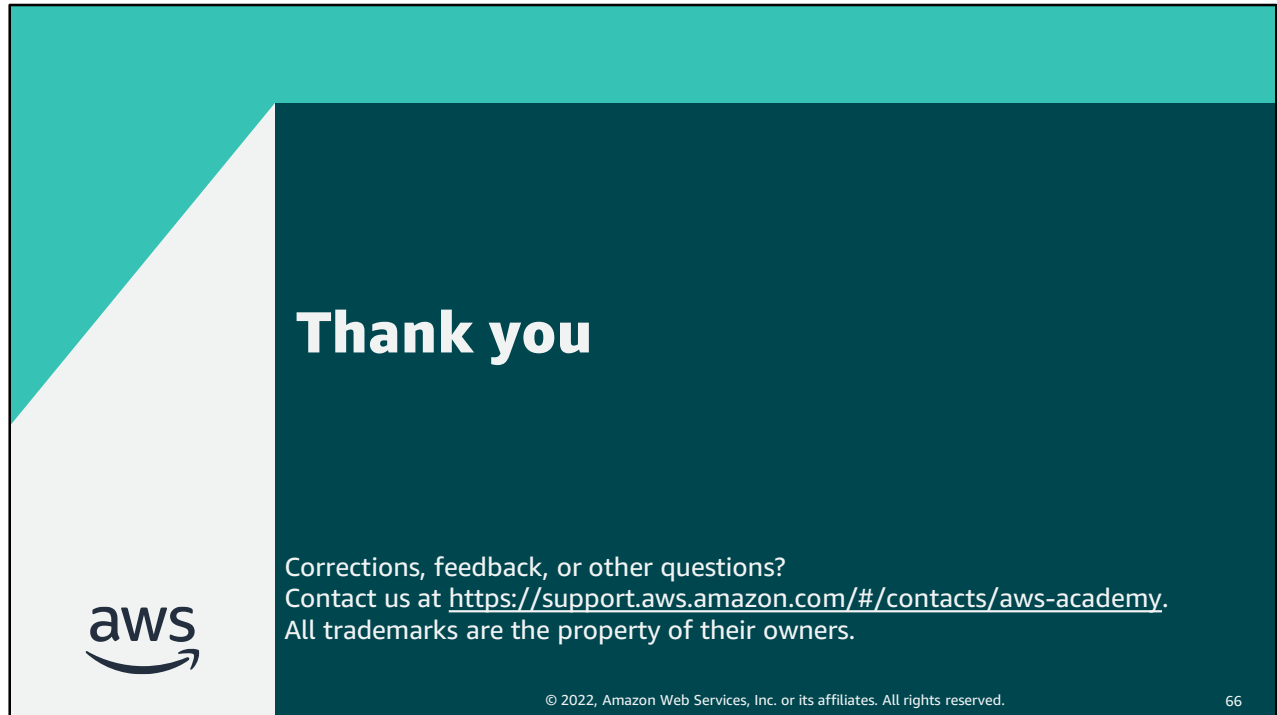 Thank you
Corrections, feedback, or other questions?
Contact us at https://support.aws.amazon.com/#/contacts/aws-academy.
All trademarks are the property of their owners.
aws
© 2022, Amazon Web Services, Inc. or its affiliates. All rights reserved.
66